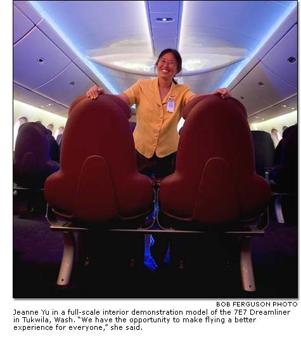 BOB FERGUSON PHOTO
Jeanne Yu in a full-scale interior demonstration model of the 7E7 Dreamliner
in Tukwila, Wash. “We have the opportunity to make flying a better
experience for everyone,” she said.